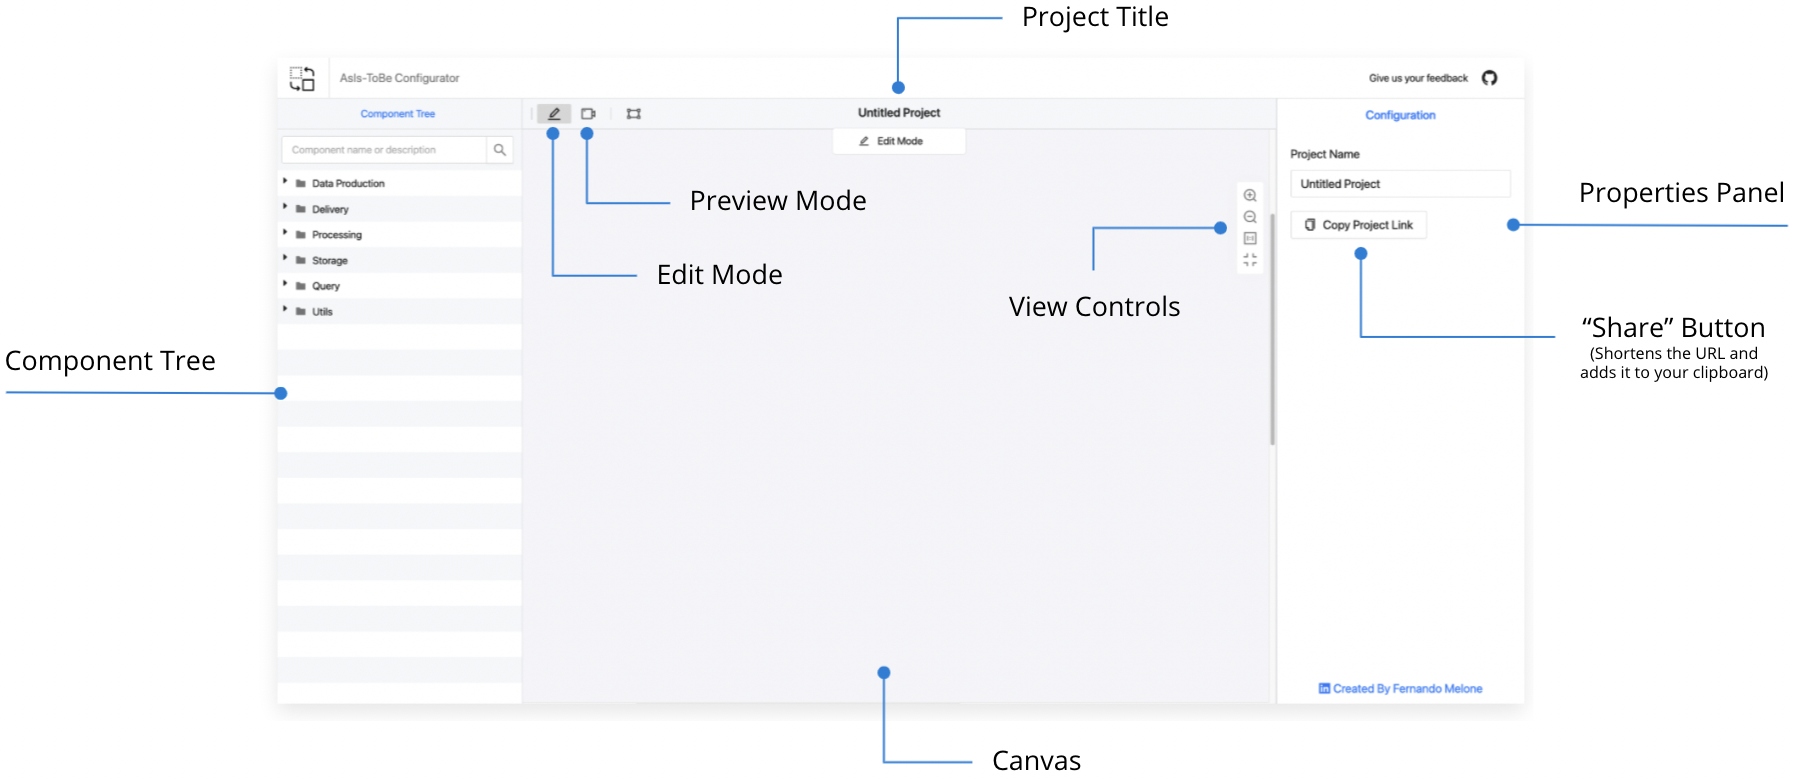 Project Title
AsIs-ToBe Configurator
Give us your feedback
Component Tree
Untitled Project
Configuration
Edit Mode
Component name or description
Project Name
Data Production
Untitled Project
Preview Mode
Properties Panel
Delivery
Copy Project Link
Processing
Storage
Edit Mode
Query
View Controls
Utils
“Share” Button
(Shortens the URL and
adds it to your clipboard)
Component Tree
in Created By Fernando Melone
Canvas